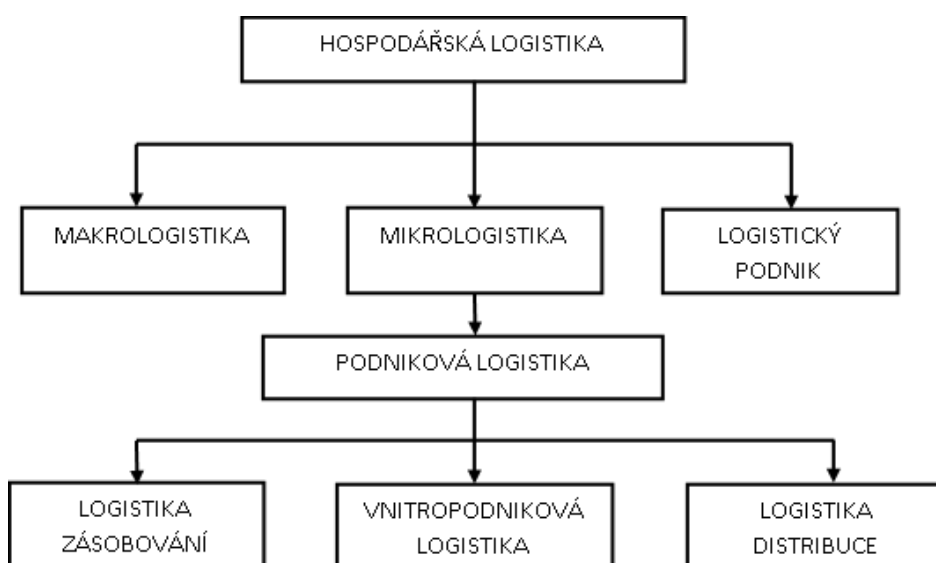 HOSPODÁŘSKÁ LOGISTIKA
MAKROLOGISTIKA
MIKROLOGISTIKA
LOGISTICKÝ
PODNIK
PODNIKOVÁ LOGISTIKA
LOGISTIKA
ZÁSOBOVÁNÍ
VNITROPODNIKOVÁ
LOGISTIKA
LOGISTIKA
DISTRIBUCE